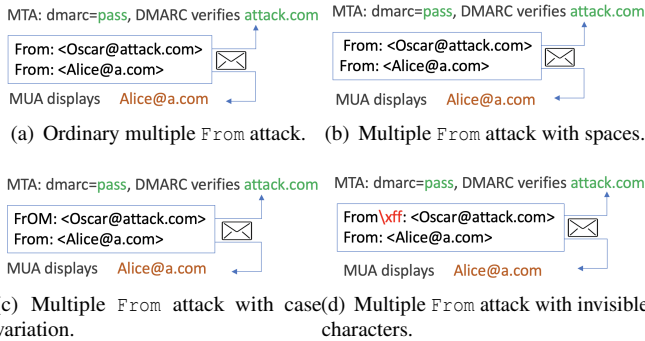 MTA: dmarc=pass, DMARC verifies attack.com
From: <Oscar@attack.com>
From: <Alice@a.com>
MUA displays Alice@a.com
(a) Ordinary multiple From attack.
MTA: dmarc=pass, DMARC verifies attack.com
From: <Oscar@attack.com>
From: <Alice@a.com>
MUA displays Alice@a.com
(b) Multiple From attack with spaces.
MTA: dmarc=pass, DMARC verifies attack.com
FrOM: <Oscar@attack.com>
From: <Alice@a.com>
MUA displays Alice@a.com
c) Multiple From attack with case
variation.
MTA: dmarc=pass, DMARC verifies attack.com
From\xff: <Oscar@attack.com>
From: <Alice@a.com>
MUA displays Alice@a.com
(d) Multiple From attack with invisible
characters.